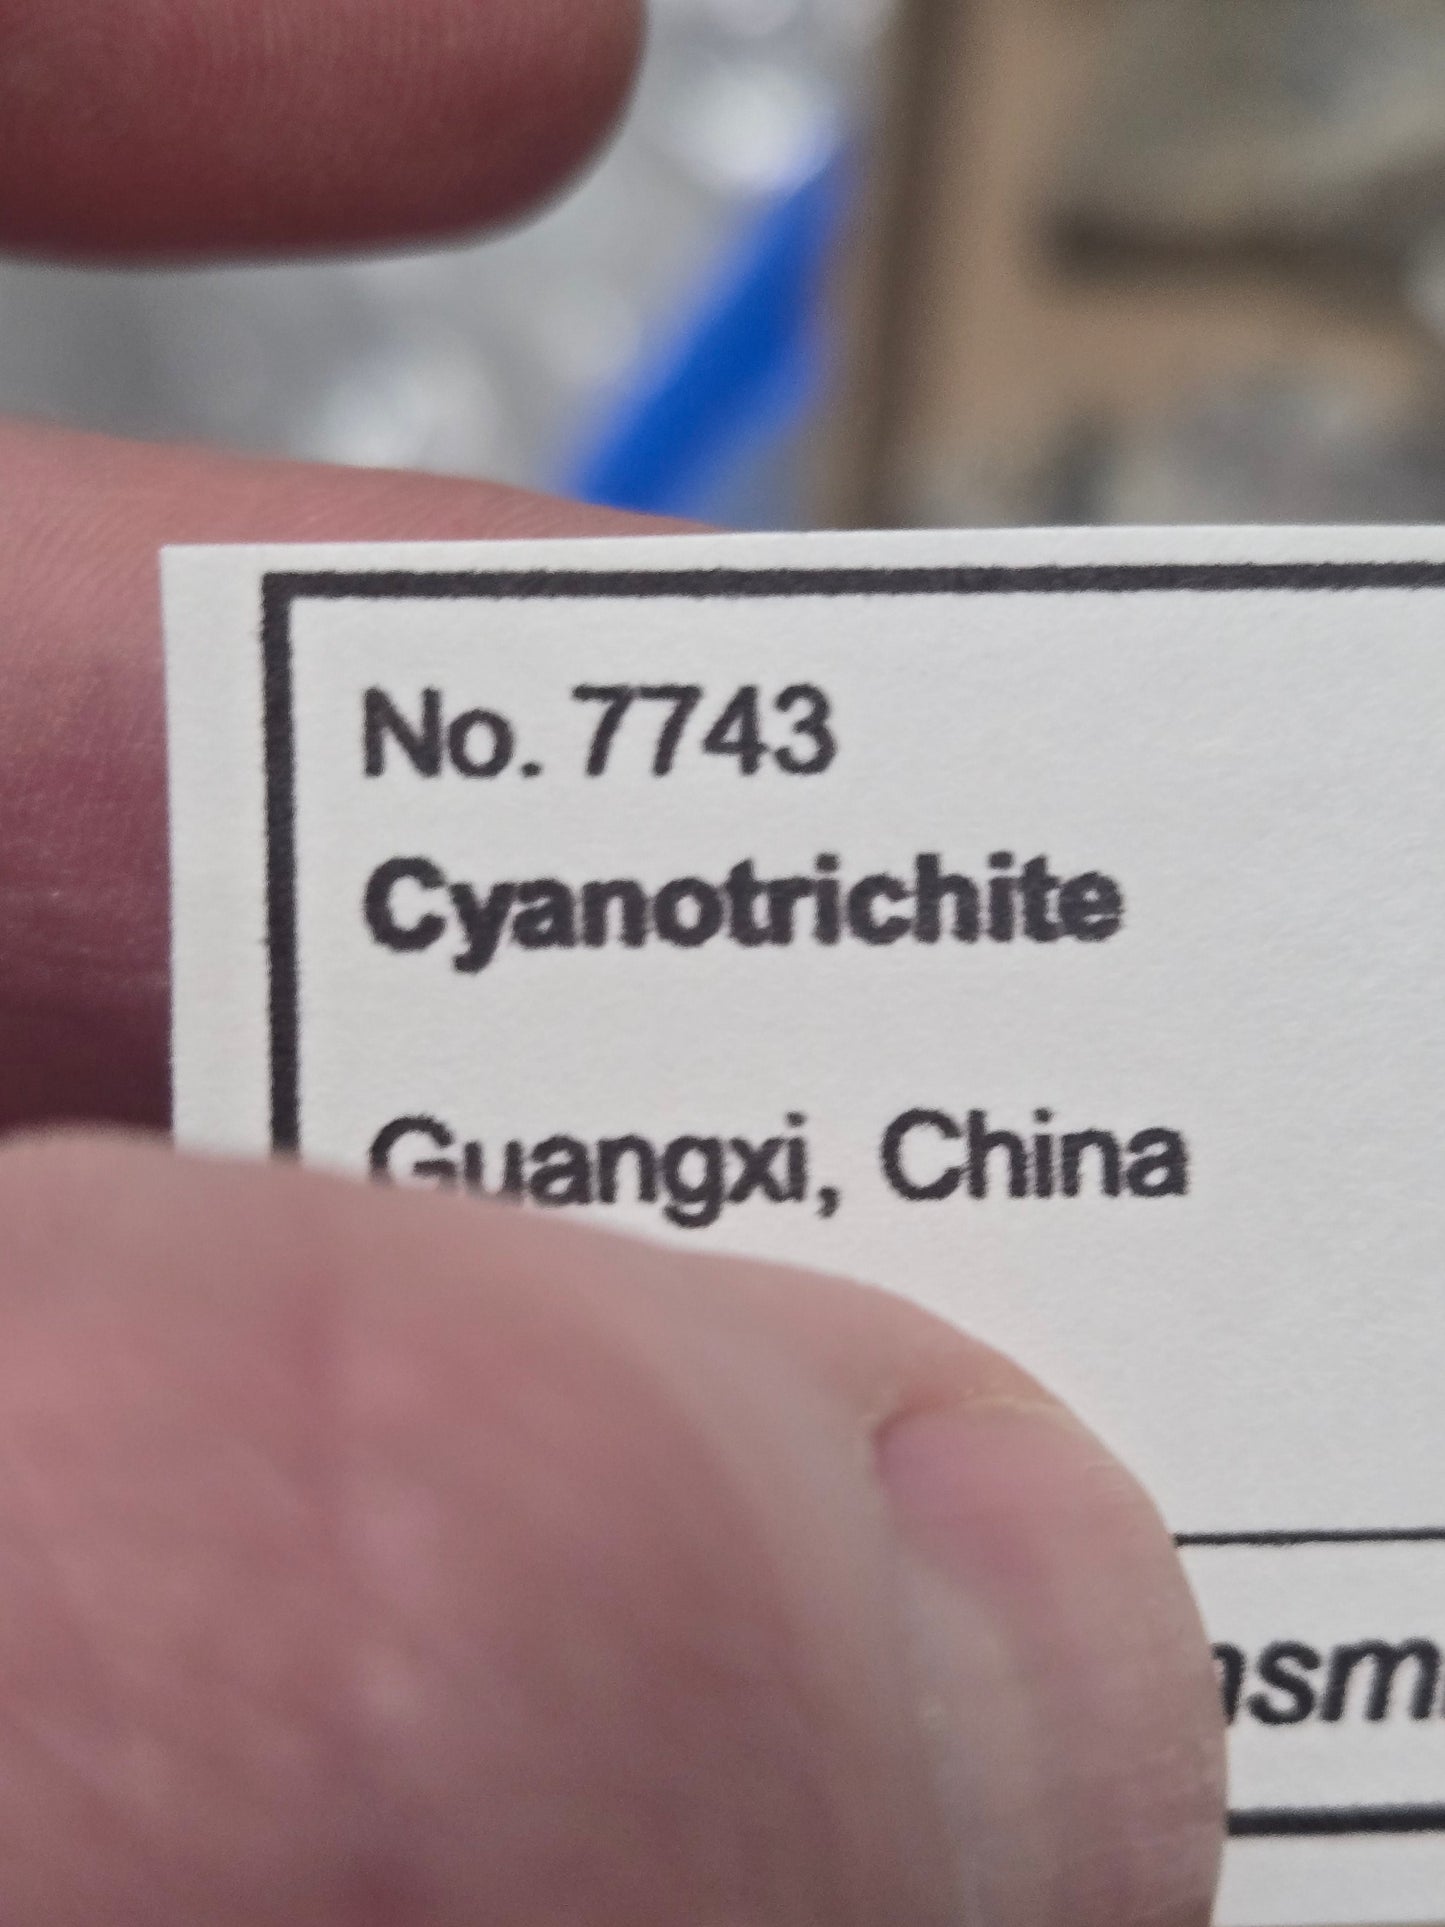 No. 7743
Cyanotrichite
Guangxi, China